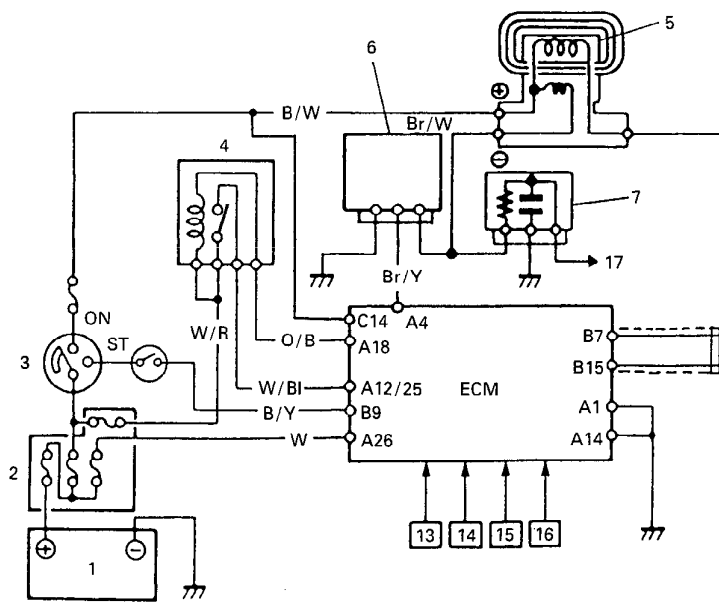 5
6
+
B/W
Br/W
4
−
7
17
Br/Y
ON
C14
A4
W/R
ST
O/B
A18
B7
3
B15
W/Bl
A12/25
ECM
B/Y
B9
A1
W
A26
A14
2
13
14
15
16
+
−
1